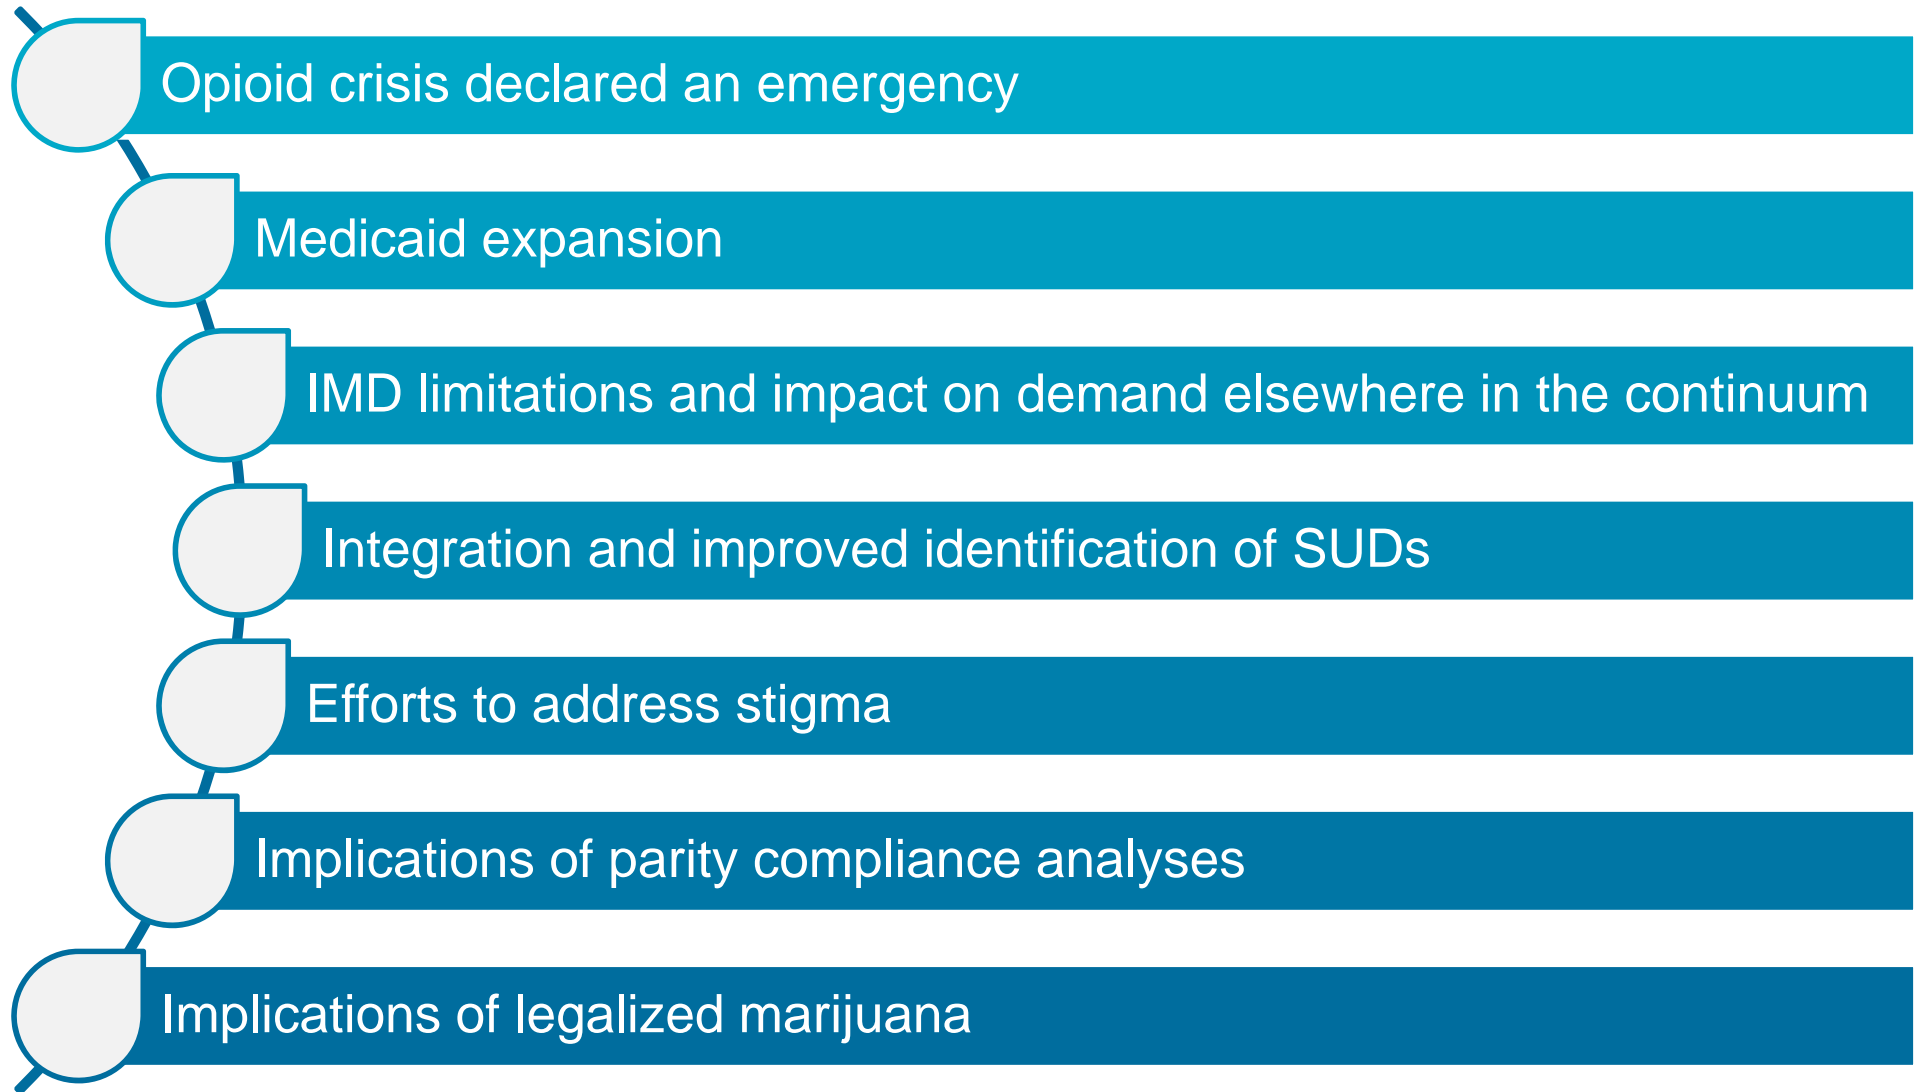 Opioid crisis declared an emergency
Medicaid expansion
IMD limitations and impact on demand elsewhere in the continuum
Integration and improved identification of SUDs
Efforts to address stigma
Implications of parity compliance analyses
Implications of legalized marijuana